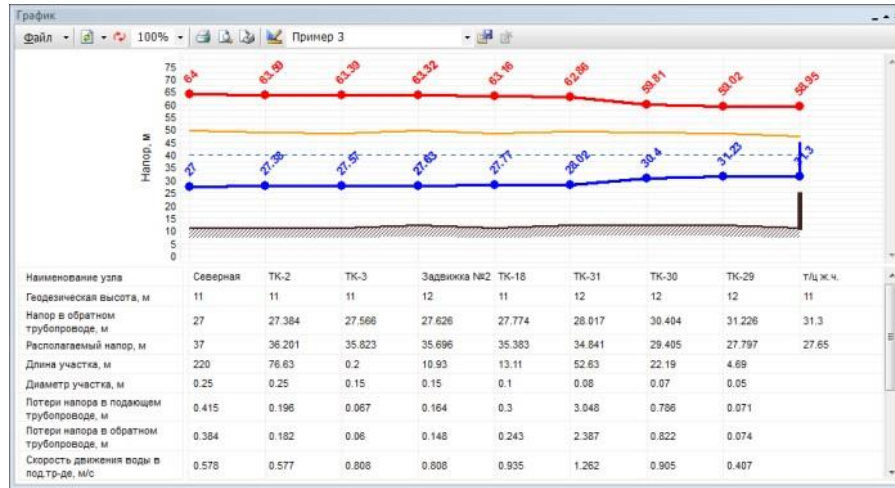 График
Файл 100% Пример 3
75
70
65
60
55
50
45
40
35
30
25
20
15
10
5
0
Напор, м
64 63.59 63.39 63.32 63.16 62.86 59.81 59.02 58.95
27 27.38 27.57 27.63 27.77 28.02 30.4 31.23 31.3
Наименование узла Северная ТК-2 ТК-3 Задвижка №2 ТК-18 ТК-31 ТК-30 ТК-29 т/ц ж.ч.
Геодезическая высота, м 11 11 11 12 11 12 12 12 11
Напор в обратном
трубопроводе, м 27 27.384 27.566 27.626 27.774 28.017 30.404 31.226 31.3
Располагаемый напор, м 37 36.201 35.823 35.696 35.383 34.841 29.405 27.797 27.65
Длина участка, м 220 76.63 0.2 10.93 13.11 52.63 22.19 4.69
Диаметр участка, м 0.25 0.25 0.15 0.15 0.1 0.08 0.07 0.05
Потери напора в подающем
трубопроводе, м 0.415 0.196 0.067 0.164 0.3 3.048 0.786 0.071
Потери напора в обратном
трубопроводе, м 0.384 0.182 0.06 0.148 0.243 2.387 0.822 0.074
Скорость движения воды в
под.тр-де, м/с 0.578 0.577 0.808 0.808 0.935 1.262 0.905 0.407